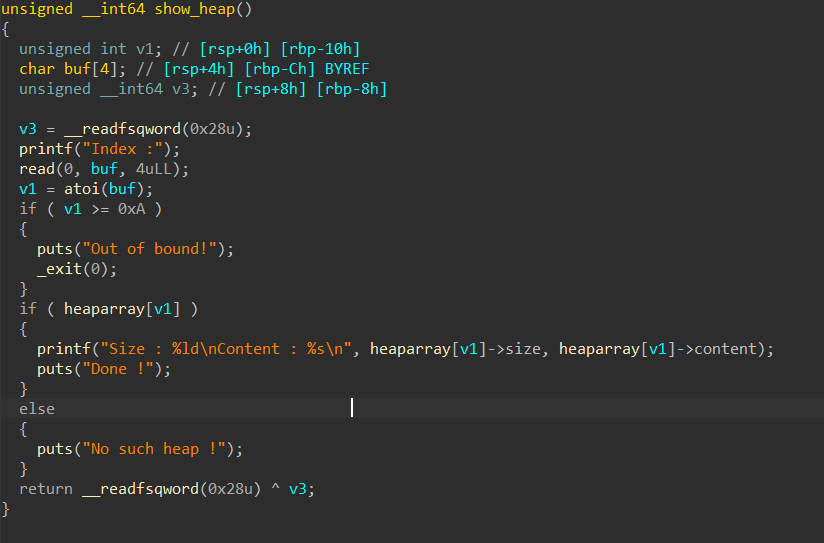 unsigned __int64 show_heap()
{
  unsigned int v1; // [rsp+0h] [rbp-10h]
  char buf[4]; // [rsp+4h] [rbp-Ch] BYREF
  unsigned __int64 v3; // [rsp+8h] [rbp-8h]

  v3 = __readfsqword(0x28u);
  printf("Index :");
  read(0, buf, 4uLL);
  v1 = atoi(buf);
  if ( v1 >= 0xA )
  {
    puts("Out of bound!");
    _exit(0);
  }
  if ( heaparray[v1] )
  {
    printf("Size : %ld\nContent : %s\n", heaparray[v1]->size, heaparray[v1]->content);
    puts("Done !");
  }
  else
  {
    puts("No such heap !");
  }
  return __readfsqword(0x28u) ^ v3;
}